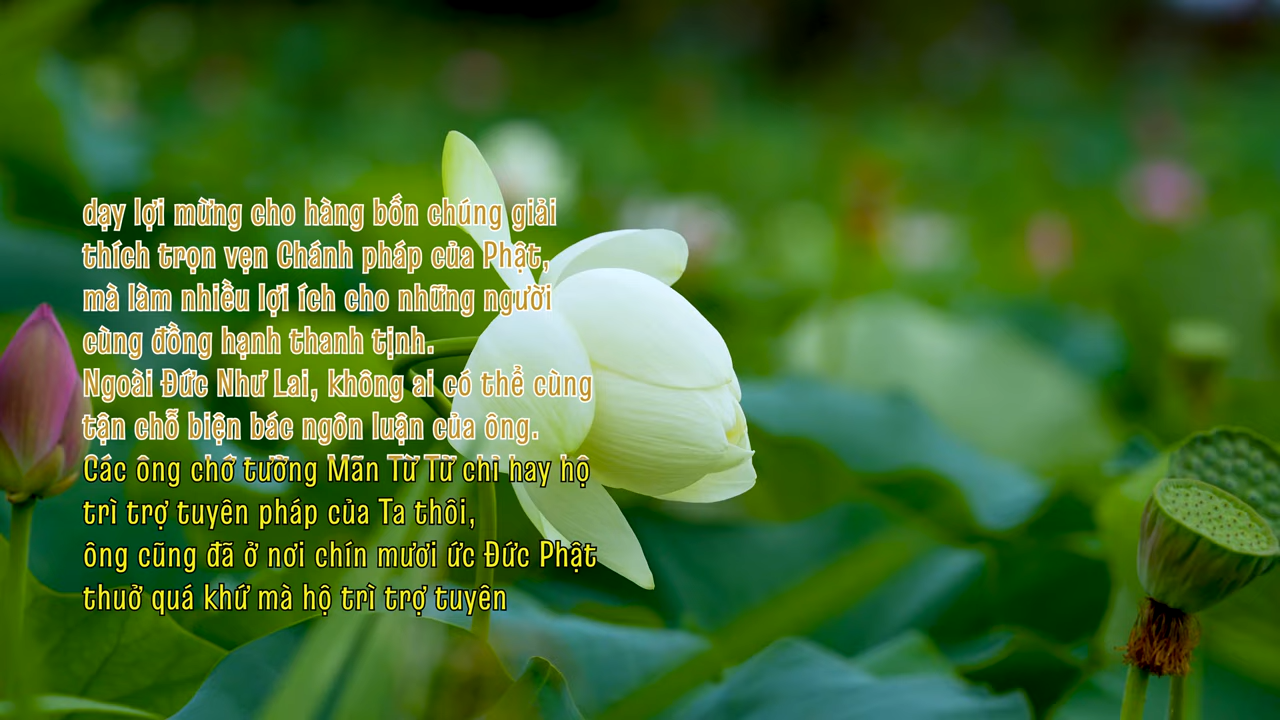 dạy lợi mừng cho hàng bốn chúng giải
thích trọn vẹn Chánh pháp của Phật,
mà làm nhiều lợi ích cho những người
cùng đồng hạnh thanh tịnh.
Ngoài Đức Như Lai, không ai có thể cùng
tận chỗ biện bác ngôn luận của ông.
Các ông chớ tưởng Mãn Từ Tử chỉ hay hộ
trì trợ tuyên pháp của Ta thôi,
ông cũng đã ở nơi chín mươi ức Đức Phật
thuở quá khứ mà hộ trì trợ tuyên